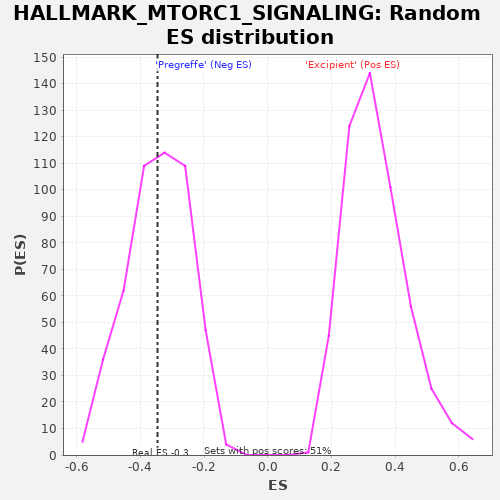 HALLMARK_MTORC1_SIGNALING: Random
ES distribution
'Pregreffe' (Neg ES)
'Excipient' (Pos ES)
150
140
130
120
110
100
90
80
70
60
50
40
30
20
10
0
P(ES)
Real ES -0.3
Sets with pos scores: 51%
-0.6
-0.4
-0.2
0.0
0.2
0.4
0.6
ES